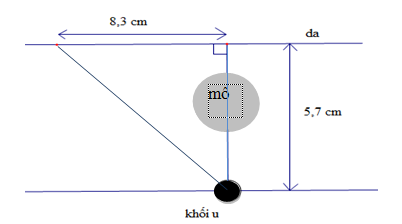 8,3 cm
da
mô
5,7 cm
khối u